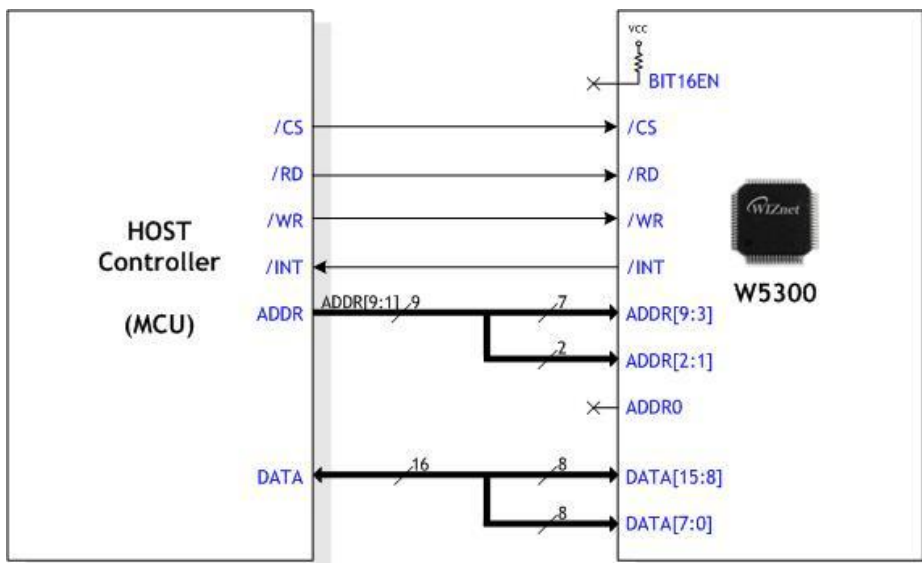 vcc
BIT16EN
/CS
/CS
/RD
/RD
/WR
/WR
HOST
Controller
(MCU)
/INT
/INT
WIZnet
W5300
ADDR
ADDR[9:1]
9
7
ADDR[9:3]
2
ADDR[2:1]
ADDR0
DATA
16
8
DATA[15:8]
8
DATA[7:0]